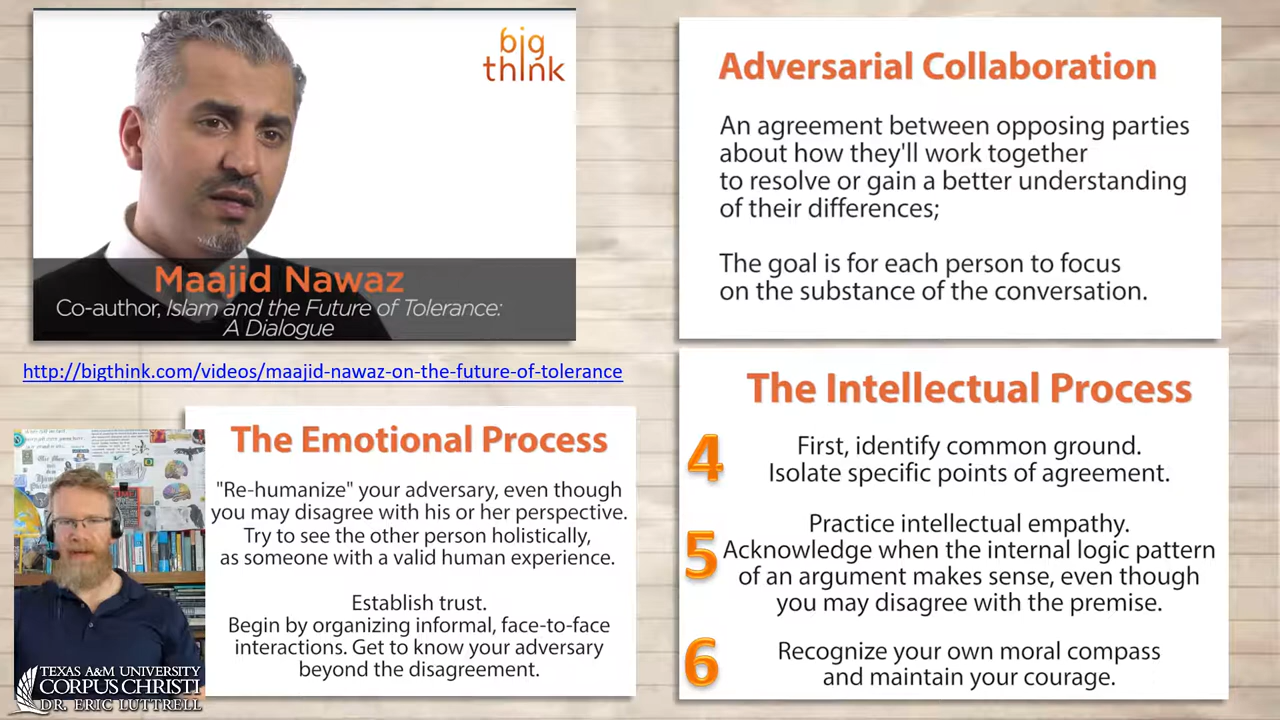 big
think
Maajid Nawaz
Co-author, Islam and the Future of Tolerance:
A Dialogue
http://bigthink.com/videos/maajid-nawaz-on-the-future-of-tolerance
Adversarial Collaboration
An agreement between opposing parties
about how they'll work together
to resolve or gain a better understanding
of their differences;
The goal is for each person to focus
on the substance of the conversation.
The Emotional Process
"Re-humanize" your adversary, even though
you may disagree with his or her perspective.
Try to see the other person holistically,
as someone with a valid human experience.
Establish trust.
Begin by organizing informal, face-to-face
interactions. Get to know your adversary
beyond the disagreement.
The Intellectual Process
4
First, identify common ground.
Isolate specific points of agreement.
5
Practice intellectual empathy.
Acknowledge when the internal logic pattern
of an argument makes sense, even though
you may disagree with the premise.
6
Recognize your own moral compass
and maintain your courage.
TEXAS A&M UNIVERSITY
CORPUS CHRISTI
DR. ERIC LUTTRELL